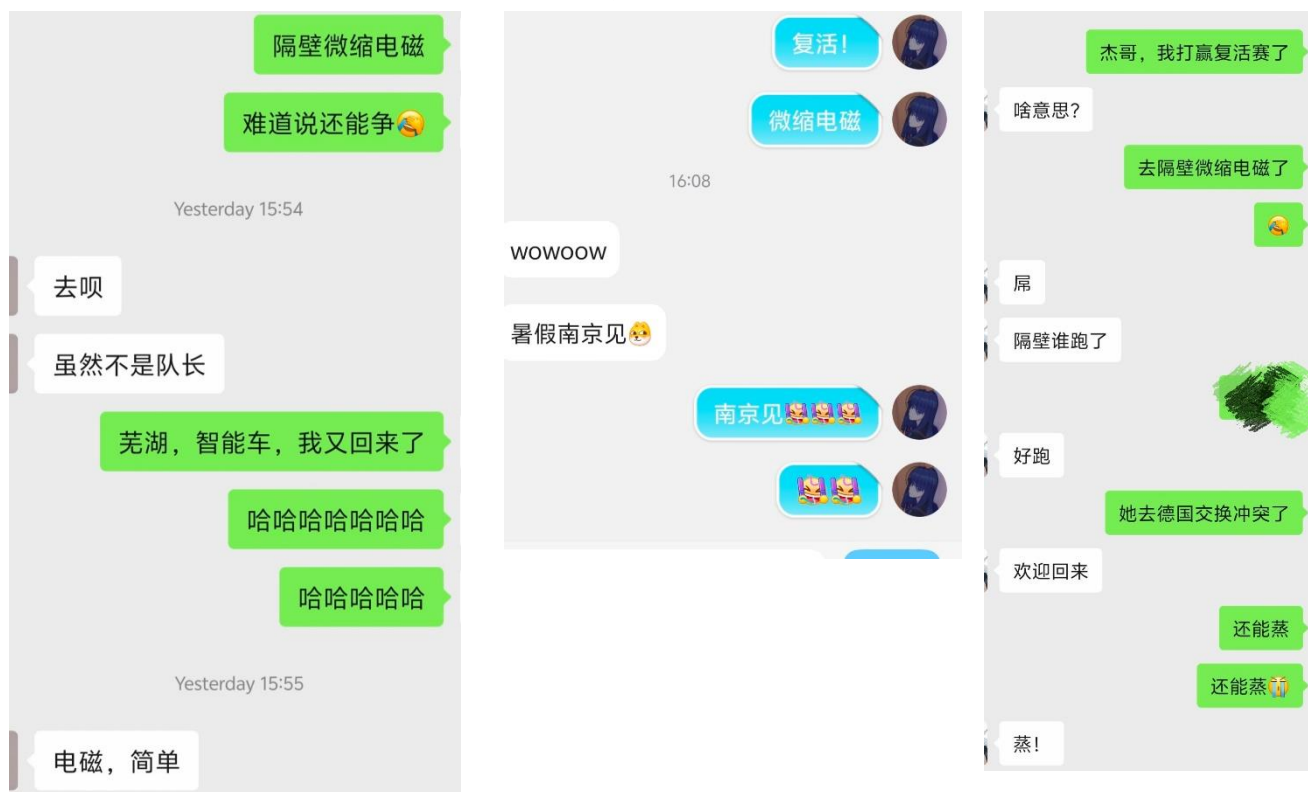 隔壁微缩电磁
难道说还能争
Yesterday 15:54
去呗
虽然不是队长
芜湖，智能车，我又回来了
哈哈哈哈哈哈哈
哈哈哈哈哈
Yesterday 15:55
电磁，简单
复活！
微缩电磁
16:08
wowoow
暑假南京见
南京见
杰哥，我打赢复活赛了
啥意思？
去隔壁微缩电磁了
屌
隔壁谁跑了
好跑
她去德国交换冲突了
欢迎回来
还能蒸
还能蒸
蒸！